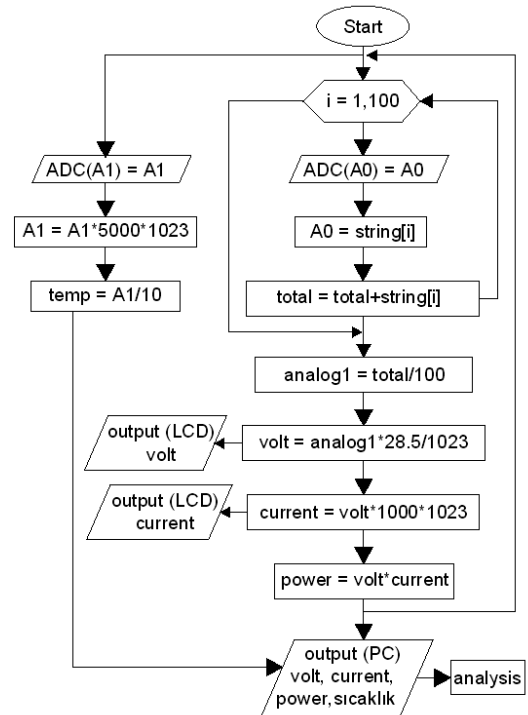 Start
i = 1,100
ADC(A1) = A1
ADC(A0) = A0
A1 = A1*5000*1023
A0 = string[i]
temp = A1/10
total = total+string[i]
analog1 = total/100
output (LCD)
volt
volt = analog1*28.5/1023
output (LCD)
current
current = volt*1000*1023
power = volt*current
output (PC)
volt, current,
power,sıcaklık
analysis